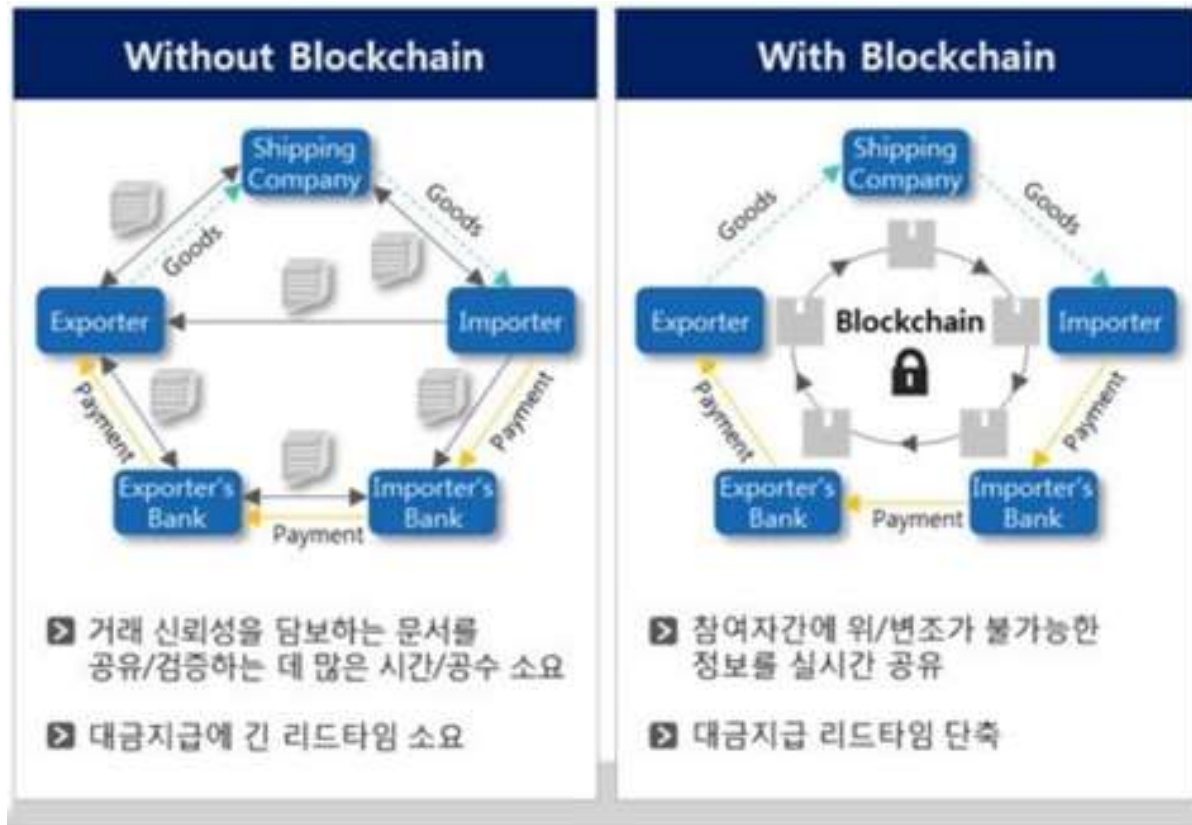 Without Blockchain
Shipping
Company
Goods
Goods
Exporter
Importer
Payment
Payment
Exporter's
Bank
Importer's
Bank
Payment
거래 신뢰성을 담보하는 문서를
공유/검증하는 데 많은 시간/공수 소요
대금지급에 긴 리드타임 소요
With Blockchain
Shipping
Company
Goods
Goods
Exporter
Blockchain
Importer
Payment
Payment
Exporter's
Bank
Payment
Importer's
Bank
참여자간에 위/변조가 불가능한
정보를 실시간 공유
대금지급 리드타임 단축